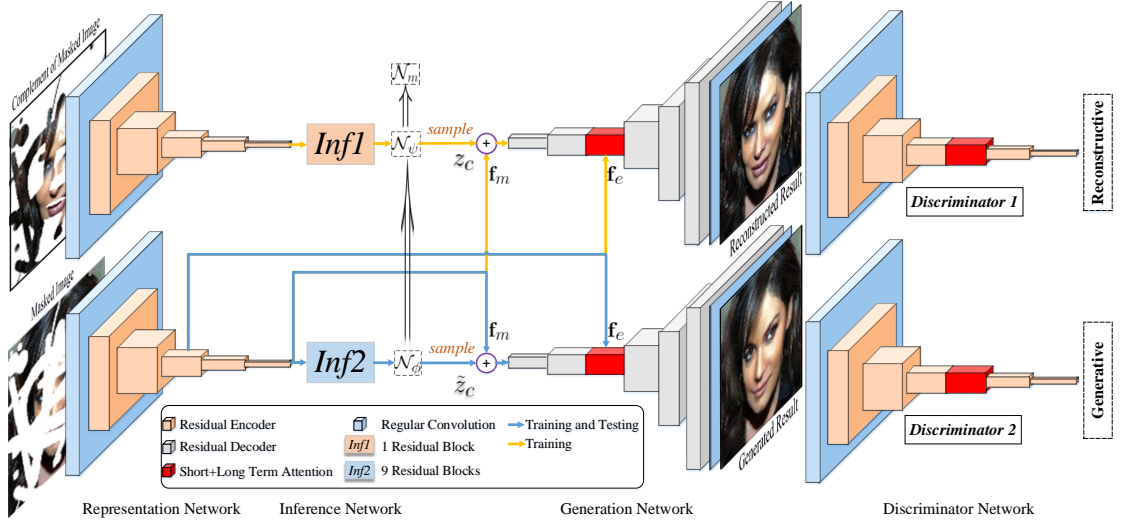 Complement of Masked Image
𝒩_m
Inf1
𝒩_ψ
sample
+
z_c
f_m
f_e
Reconstructed Result
Discriminator 1
Reconstructive
Masked Image
Inf2
𝒩_ϕ
sample
+
z̃_c
f_m
f_e
Generated Result
Discriminator 2
Generative
Residual Encoder
Regular Convolution
Training and Testing
Residual Decoder
Inf1 1 Residual Block
Training
Short+Long Term Attention
Inf2 9 Residual Blocks
Representation Network
Inference Network
Generation Network
Discriminator Network